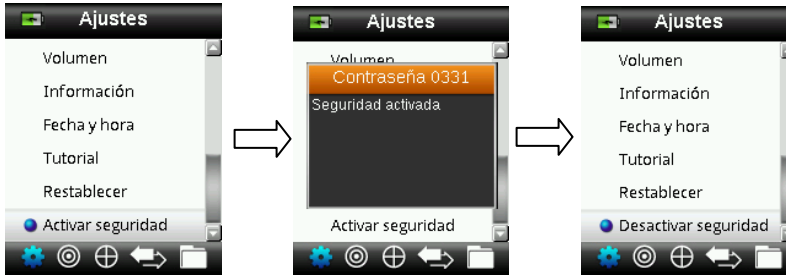 Ajustes
Volumen
Información
Fecha y hora
Tutorial
Restablecer
Activar seguridad
Ajustes
Volumen
Contraseña 0331
Seguridad activada
Activar seguridad
Ajustes
Volumen
Información
Fecha y hora
Tutorial
Restablecer
Desactivar seguridad